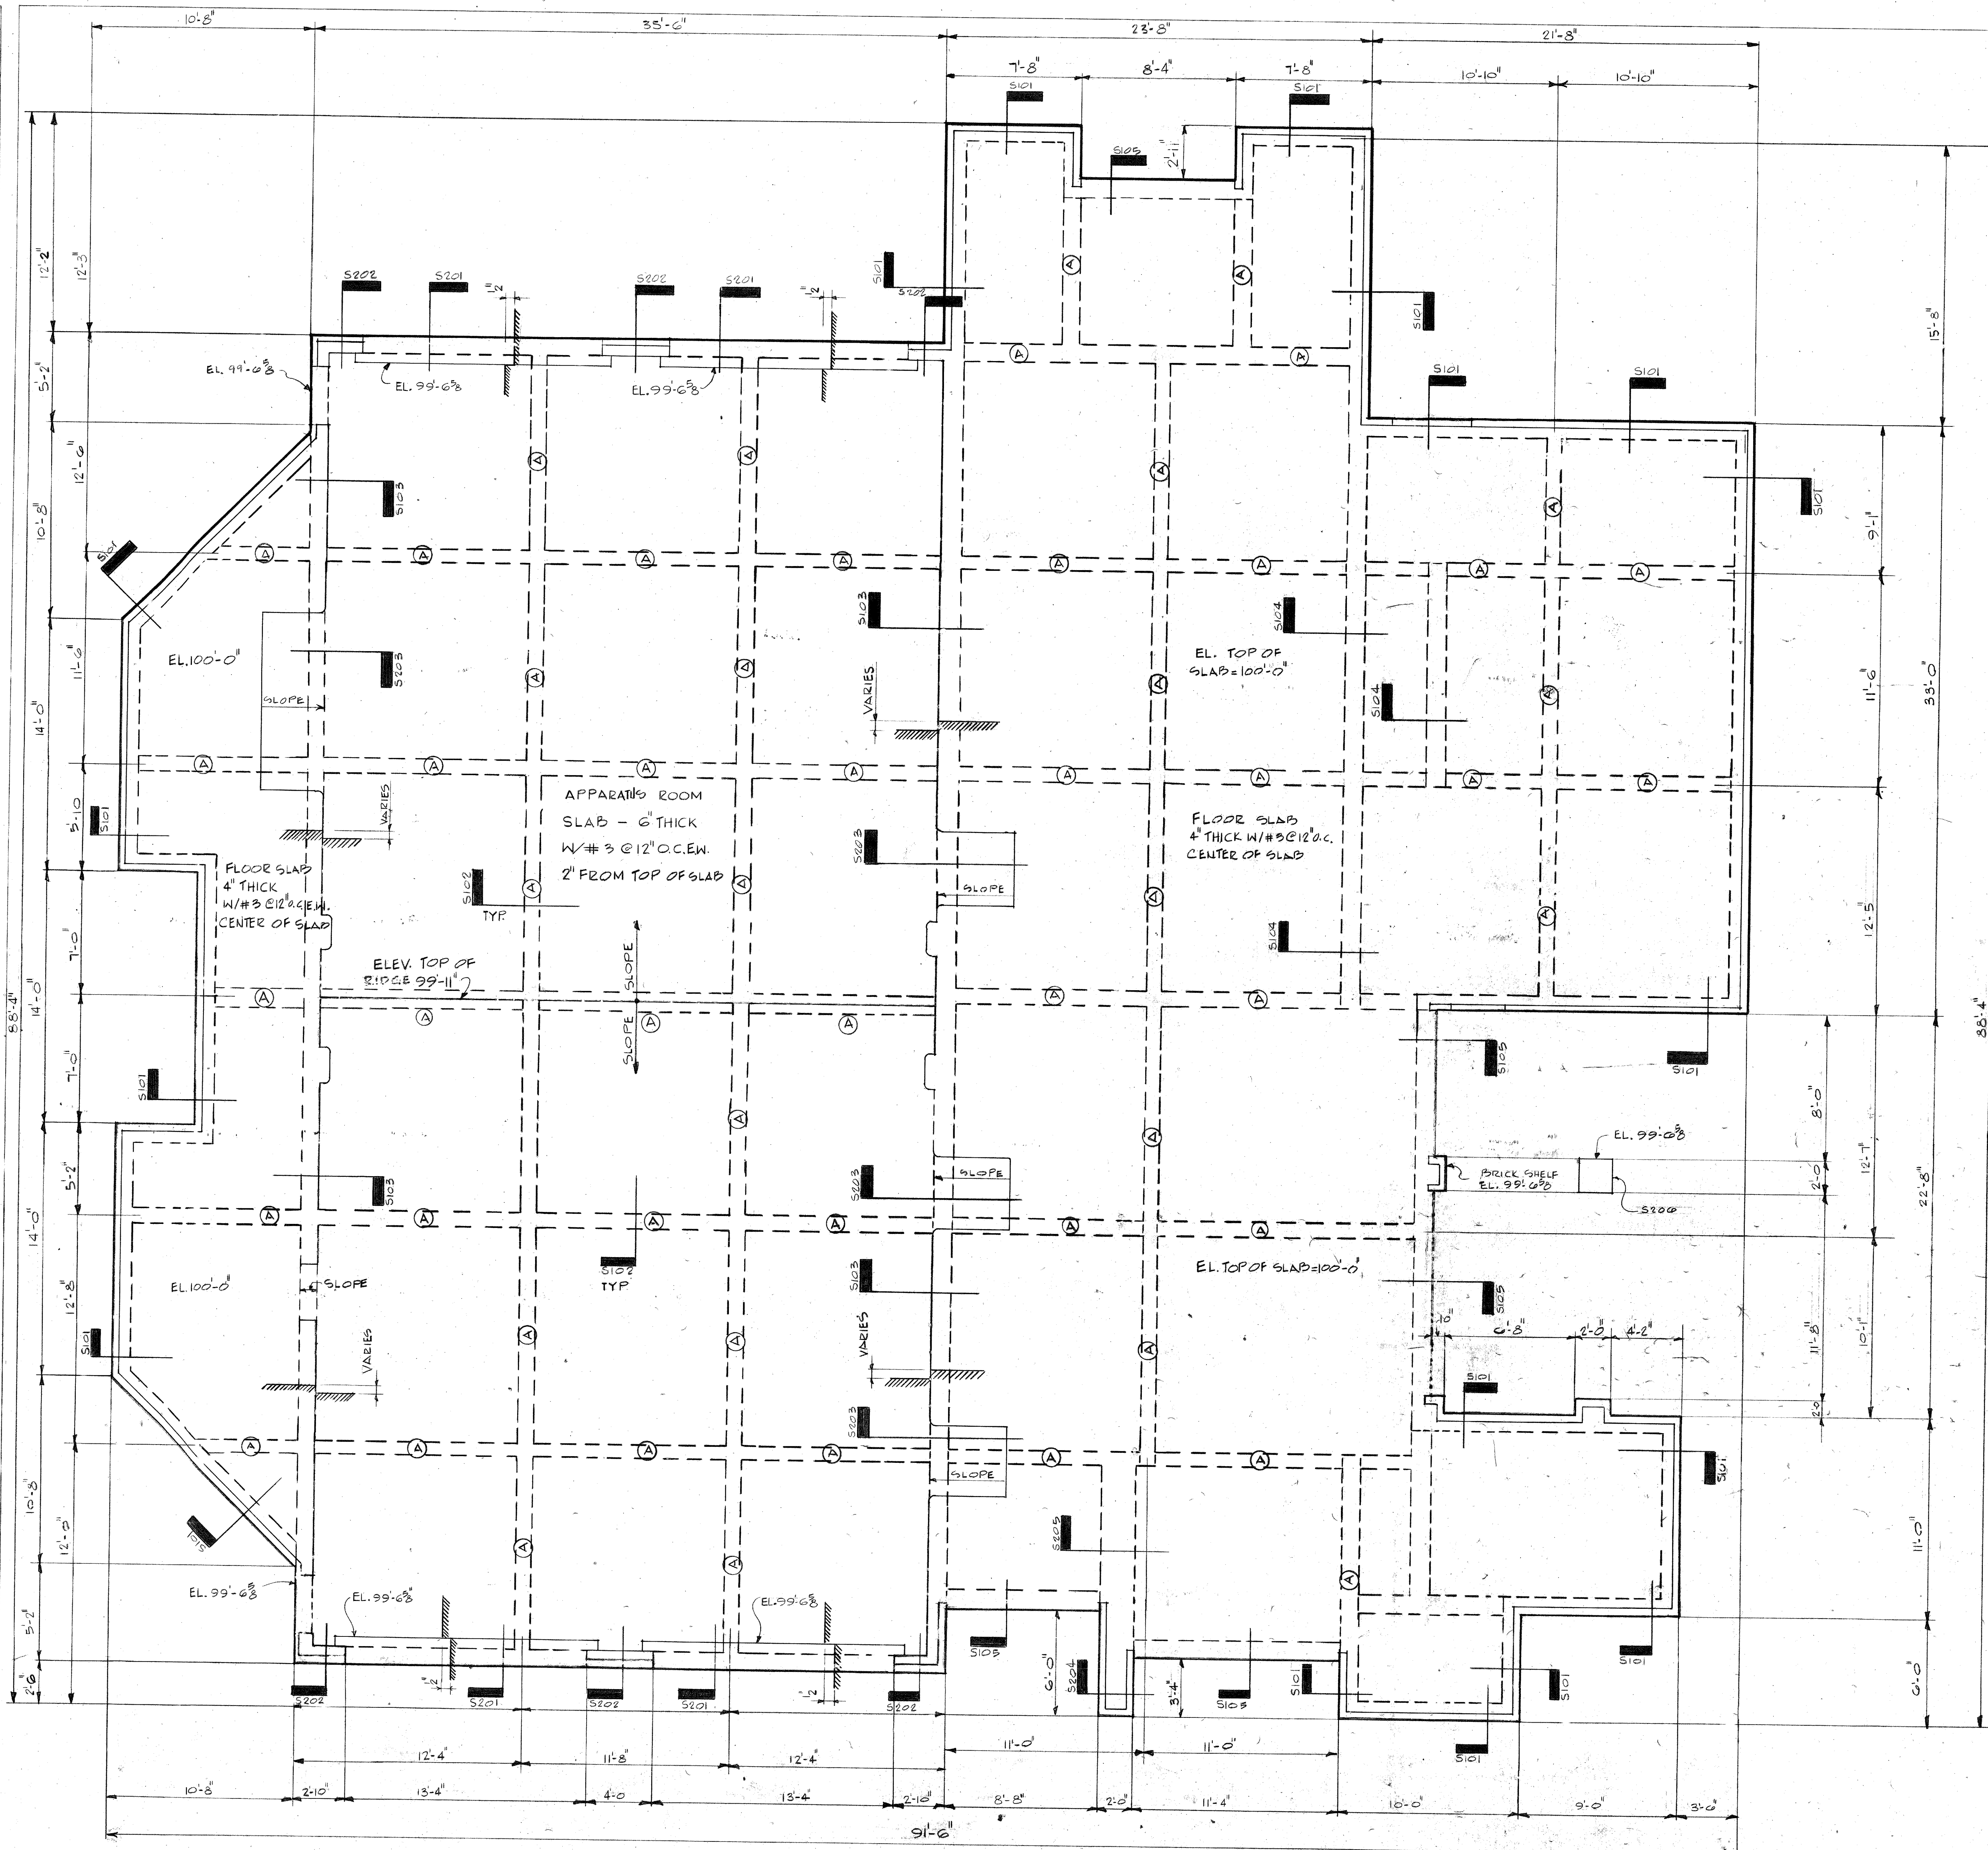 10'-8"
35'-6"
23'-8"
21'-8"
7'-8"
8'-4"
7'-8"
10'-10"
10'-10"
S101
S101
S105
2'-11"
12'-2"
12'-3"
S202
S201
1/2"
S202
S201
1/2"
S101
S202
S101
15'-8"
5'-2"
EL. 99'-6 5/8
EL. 99'-6 5/8
EL. 99'-6 5/8
A
A
A
A
S101
S101
12'-6"
10'-8"
S103
A
A
A
A
S101
9'-1"
S101
A
A
A
A
A
A
A
A
S103
S104
11'-6"
14'-0"
EL. 100'-0"
S203
SLOPE
VARIES
EL. TOP OF
SLAB = 100'-0"
A
A
A
A
S104
11'-6"
33'-0"
A
A
A
A
A
A
A
A
5'-10
S101
VARIES
APPARATUS ROOM
SLAB - 6" THICK
W/# 3 @ 12" O.C.E.W.
2" FROM TOP OF SLAB
S203
FLOOR SLAB
4" THICK W/#3@12"O.C.
CENTER OF SLAB
FLOOR SLAB
4" THICK
W/#3 @12"O.C.E.W.
CENTER OF SLAB
S102
TYP.
A
A
SLOPE
A
A
12'-5"
7'-0"
S104
14'-0"
88'-4"
ELEV. TOP OF
RIDGE 99'-11"
SLOPE
SLOPE
A
A
A
A
A
A
7'-0"
S101
S105
S101
88'-4"
8'-0"
A
A
EL. 99'-6 5/8
5'-2"
S103
S203
SLOPE
BRICK SHELF
EL. 99'-6 5/8
S206
2'-0
12'-7"
22'-8"
A
A
A
A
A
A
14'-0"
12'-8"
EL. 100'-0"
SLOPE
S102
TYP.
S103
EL. TOP OF SLAB=100'-0"
S105
S101
VARIES
VARIES
A
A
A
10"
6'-8"
2'-0"
4'-2"
11'-8"
10'-1"
S101
2'-0
S203
A
A
A
A
A
A
SLOPE
S101
10'-8"
12'-0"
S101
S205
A
A
A
11'-0"
EL. 99'-6 5/8
EL. 99'-6 5/8"
EL. 99'-6 5/8
5'-2"
2'-6"
S202
1/2"
S201
S202
S201
1/2"
S202
S105
6'-0"
S204
3'-4"
S105
S101
S101
S101
S101
6'-0"
12'-4"
11'-8"
12'-4"
11'-0"
11'-0"
10'-8"
2'-10"
13'-4"
4'-0
13'-4
2'-10"
8'-8"
2'-0"
11'-4"
10'-0"
9'-0"
3'-6"
91'-6"